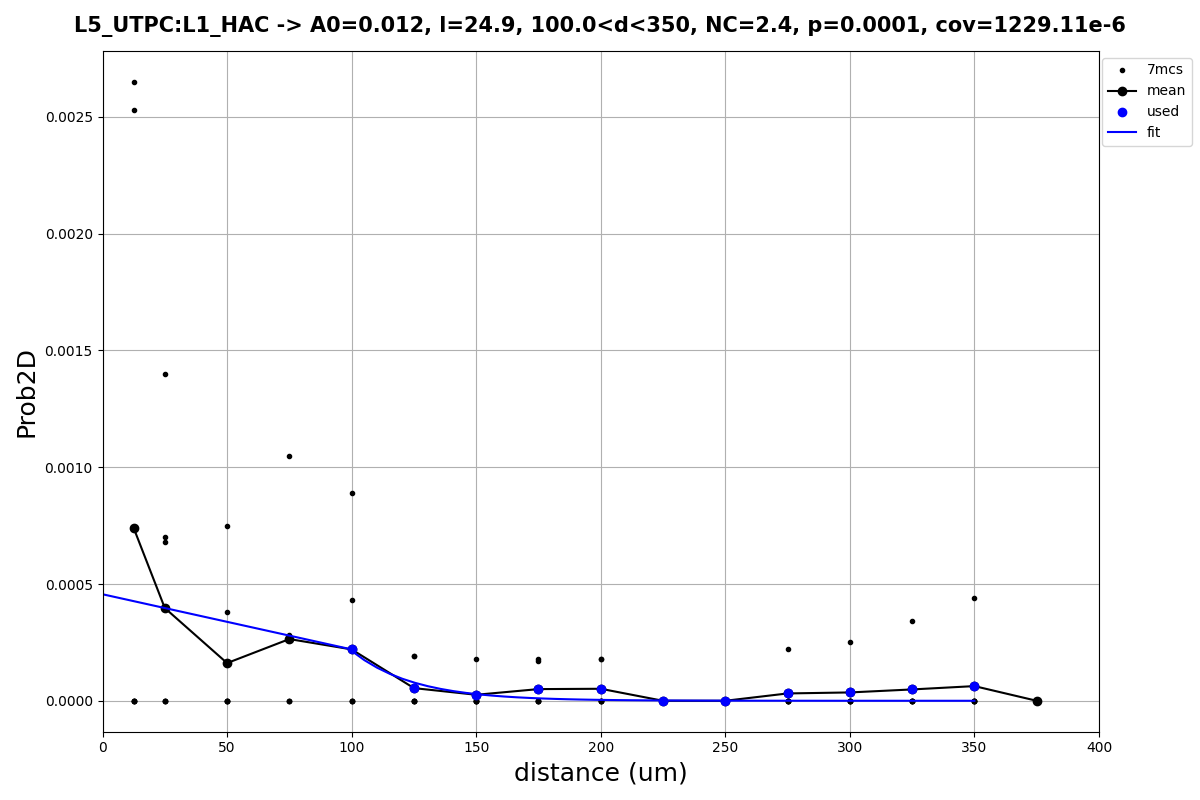 L5_UTPC:L1_HAC -> A0=0.012, l=24.9, 100.0<d<350, NC=2.4, p=0.0001, cov=1229.11e-6
7mcs
mean
used
fit
Prob2D
0.0025
0.0020
0.0015
0.0010
0.0005
0.0000
0 50 100 150 200 250 300 350 400
distance (um)